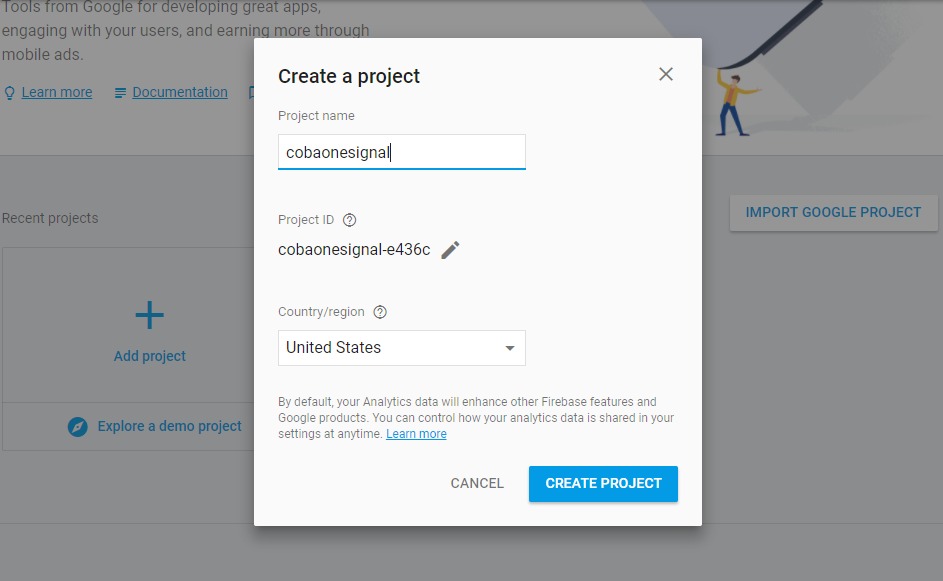 Tools from Google for developing great apps,
engaging with your users, and earning more through
mobile ads.
Learn more
Documentation
Recent projects
IMPORT GOOGLE PROJECT
Add project
Explore a demo project
Create a project
Project name
cobaonesignal
Project ID
cobaonesignal-e436c
Country/region
United States
By default, your Analytics data will enhance other Firebase features and
Google products. You can control how your analytics data is shared in your
settings at anytime. Learn more
CANCEL
CREATE PROJECT